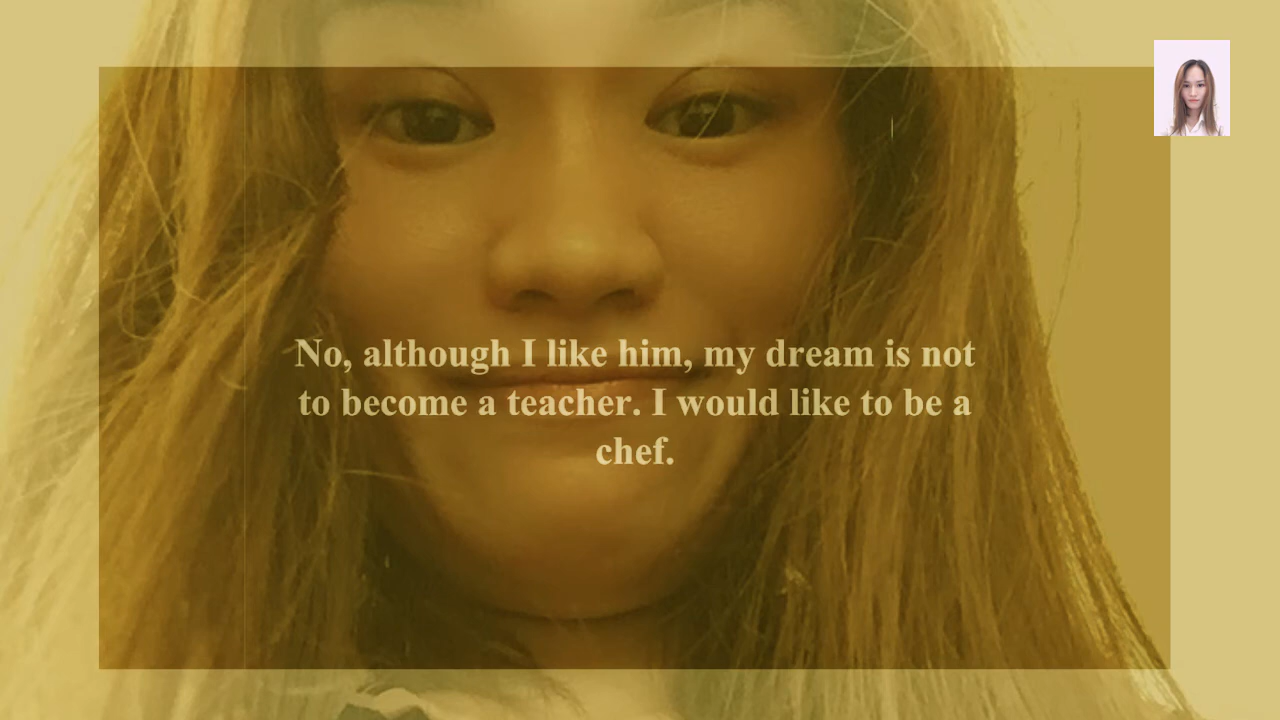 No, although I like him, my dream is not
to become a teacher. I would like to be a
chef.